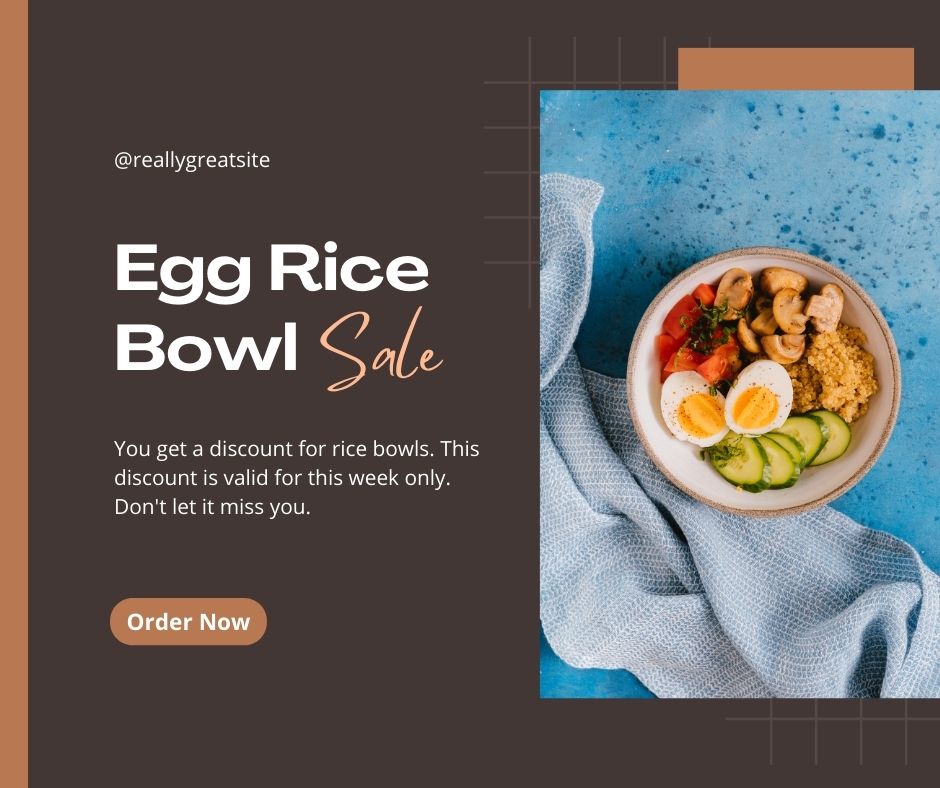 @reallygreatsite
Egg Rice
Bowl Sale
You get a discount for rice bowls. This
discount is valid for this week only.
Don't let it miss you.
Order Now